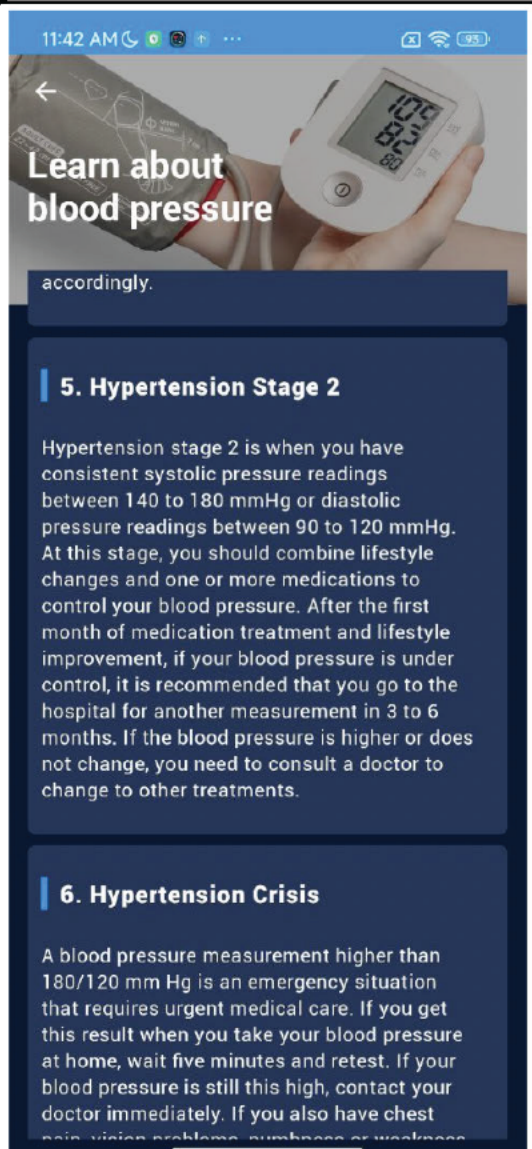 11:42 AM
93
109
82
80
Learn about
blood pressure
accordingly.
5. Hypertension Stage 2
Hypertension stage 2 is when you have
consistent systolic pressure readings
between 140 to 180 mmHg or diastolic
pressure readings between 90 to 120 mmHg.
At this stage, you should combine lifestyle
changes and one or more medications to
control your blood pressure. After the first
month of medication treatment and lifestyle
improvement, if your blood pressure is under
control, it is recommended that you go to the
hospital for another measurement in 3 to 6
months. If the blood pressure is higher or does
not change, you need to consult a doctor to
change to other treatments.
6. Hypertension Crisis
A blood pressure measurement higher than
180/120 mm Hg is an emergency situation
that requires urgent medical care. If you get
this result when you take your blood pressure
at home, wait five minutes and retest. If your
blood pressure is still this high, contact your
doctor immediately. If you also have chest
pain, vision problems, numbness or weakness